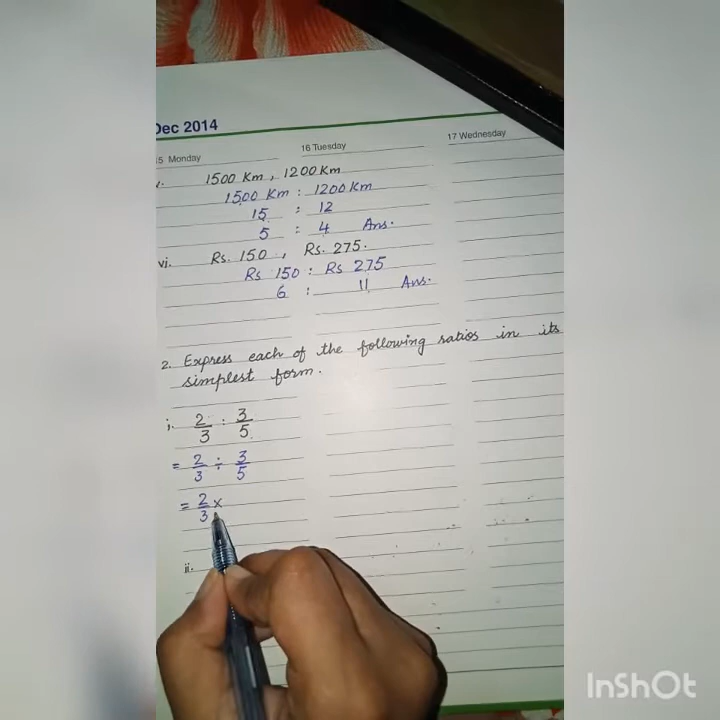 Dec 2014
15 Monday
16 Tuesday
17 Wednesday
v. 1500 Km, 1200 Km
1500 Km : 1200 Km
15 : 12
5 : 4 Ans.
vi. Rs. 150, Rs. 275.
Rs 150 : Rs 275
6 : 11 Ans.
2. Express each of the following ratios in its
simplest form.
i. 2/3 : 3/5
= 2/3 ÷ 3/5
= 2/3 ×
ii.
InShOt